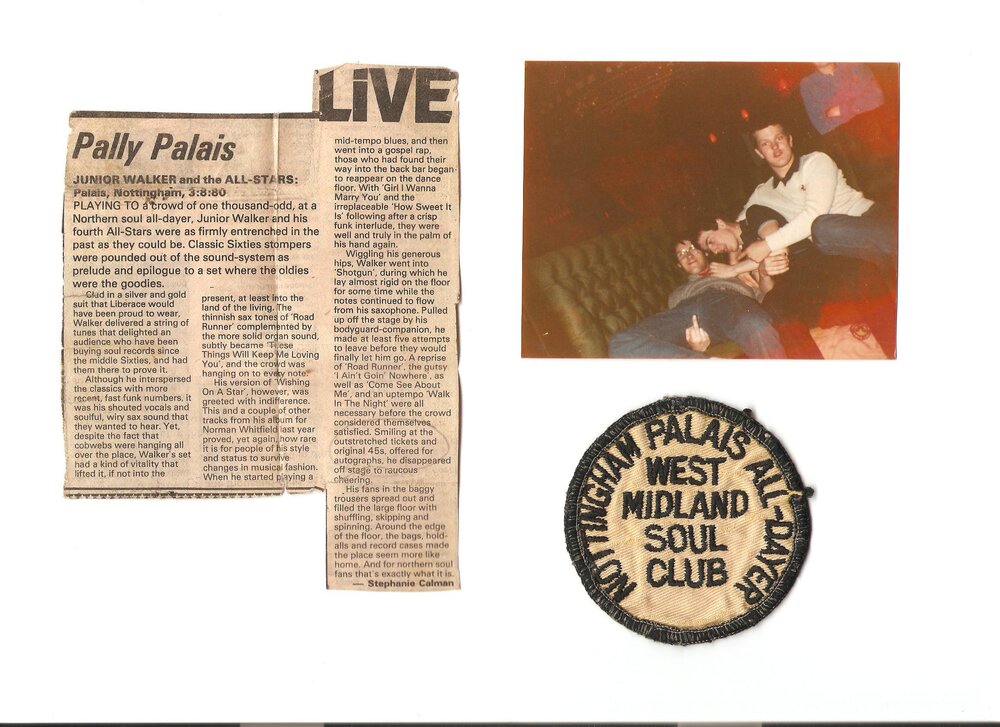 LiVE
Pally Palais
JUNIOR WALKER and the ALL-STARS:
Palais, Nottingham, 3:8:80
PLAYING TO a crowd of one thousand-odd, at a
Northern soul all-dayer, Junior Walker and his
fourth All-Stars were as firmly entrenched in the
past as they could be. Classic Sixties stompers
were pounded out of the sound-system as
prelude and epilogue to a set where the oldies
were the goodies.
Clad in a silver and gold
suit that Liberace would
have been proud to wear,
Walker delivered a string of
tunes that delighted an
audience who have been
buying soul records since
the middle Sixties, and had
them there to prove it.
Although he interspersed
the classics with more
recent, fast funk numbers, it
was his shouted vocals and
soulful, wiry sax sound that
they wanted to hear. Yet,
despite the fact that
cobwebs were hanging all
over the place, Walker's set
had a kind of vitality that
lifted it, if not into the
present, at least into the
land of the living. The
thinnish sax tones of 'Road
Runner' complemented by
the more solid organ sound,
subtly became 'These
Things Will Keep Me Loving
You', and the crowd was
hanging on to every note.
His version of 'Wishing
On A Star', however, was
greeted with indifference.
This and a couple of other
tracks from his album for
Norman Whitfield last year
proved, yet again, how rare
it is for people of his style
and status to survive
changes in musical fashion.
When he started playing a
mid-tempo blues, and then
went into a gospel rap,
those who had found their
way into the back bar began
to reappear on the dance
floor. With 'Girl I Wanna
Marry You' and the
irreplaceable 'How Sweet It
Is' following after a crisp
funk interlude, they were
well and truly in the palm of
his hand again.
Wiggling his generous
hips, Walker went into
'Shotgun', during which he
lay almost rigid on the floor
for some time while the
notes continued to flow
from his saxophone. Pulled
up off the stage by his
bodyguard-companion, he
made at least five attempts
to leave before they would
finally let him go. A reprise
of 'Road Runner', the gutsy
'I Ain't Goin' Nowhere', as
well as 'Come See About
Me', and an uptempo 'Walk
In The Night' were all
necessary before the crowd
considered themselves
satisfied. Smiling at the
outstretched tickets and
original 45s, offered for
autographs, he disappeared
off stage to raucous
cheering.
His fans in the baggy
trousers spread out and
filled the large floor with
shuffling, skipping and
spinning. Around the edge
of the floor, the bags, hold-
alls and record cases made
the place seem more like
home. And for northern soul
fans that's exactly what it is.
— Stephanie Calman
NOTTINGHAM PALAIS ALL-DAYER
WEST
MIDLAND
SOUL
CLUB